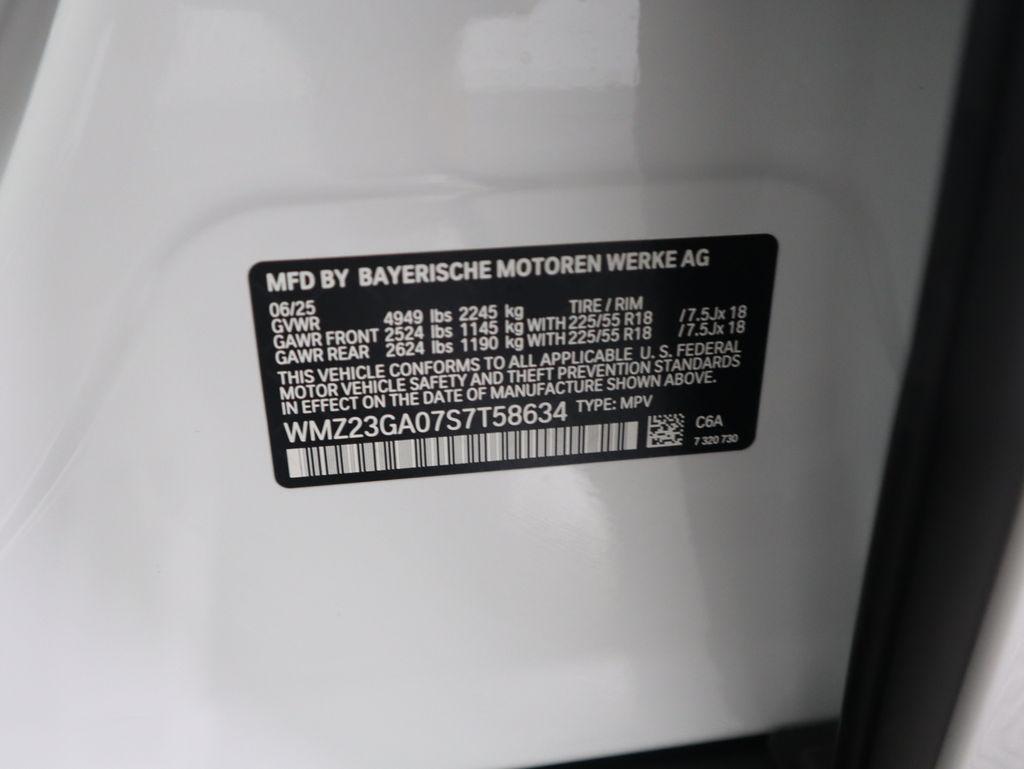 MFD BY BAYERISCHE MOTOREN WERKE AG
06/25 TIRE / RIM
GVWR 4949 lbs 2245 kg
GAWR FRONT 2524 lbs 1145 kg WITH 225/55 R18 /7.5Jx 18
GAWR REAR 2624 lbs 1190 kg WITH 225/55 R18 /7.5Jx 18
THIS VEHICLE CONFORMS TO ALL APPLICABLE U. S. FEDERAL
MOTOR VEHICLE SAFETY AND THEFT PREVENTION STANDARDS
IN EFFECT ON THE DATE OF MANUFACTURE SHOWN ABOVE.
WMZ23GA07S7T58634 TYPE: MPV
C6A
7 320 730